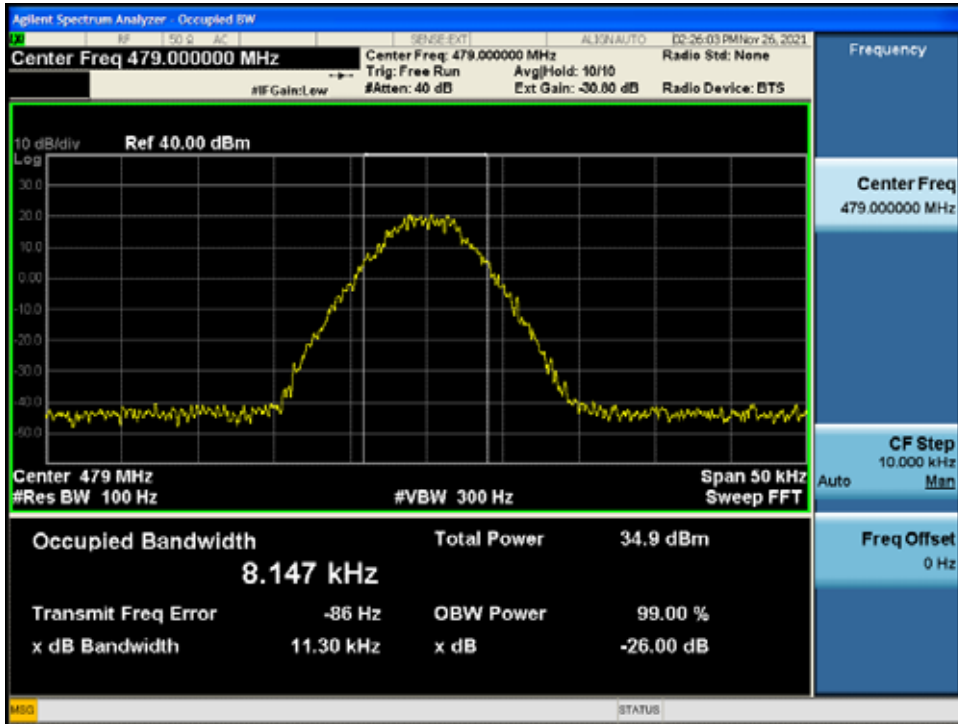 Agilent Spectrum Analyzer - Occupied BW
RF 50 Ω AC SENSE:EXT ALIGNAUTO 02:26:03 PM Nov 26, 2021
Center Freq 479.000000 MHz
Center Freq: 479.000000 MHz Radio Std: None
Trig: Free Run Avg|Hold: 10/10
#IFGain:Low #Atten: 40 dB Ext Gain: -30.80 dB Radio Device: BTS
Frequency
10 dB/div Ref 40.00 dBm
Log
30.0
20.0
10.0
0.00
-10.0
-20.0
-30.0
-40.0
-50.0
Center 479 MHz Span 50 kHz
#Res BW 100 Hz #VBW 300 Hz Sweep FFT
Occupied Bandwidth Total Power 34.9 dBm
8.147 kHz
Transmit Freq Error -86 Hz OBW Power 99.00 %
x dB Bandwidth 11.30 kHz x dB -26.00 dB
Center Freq
479.000000 MHz
CF Step
10.000 kHz
Auto Man
Freq Offset
0 Hz
MSG STATUS